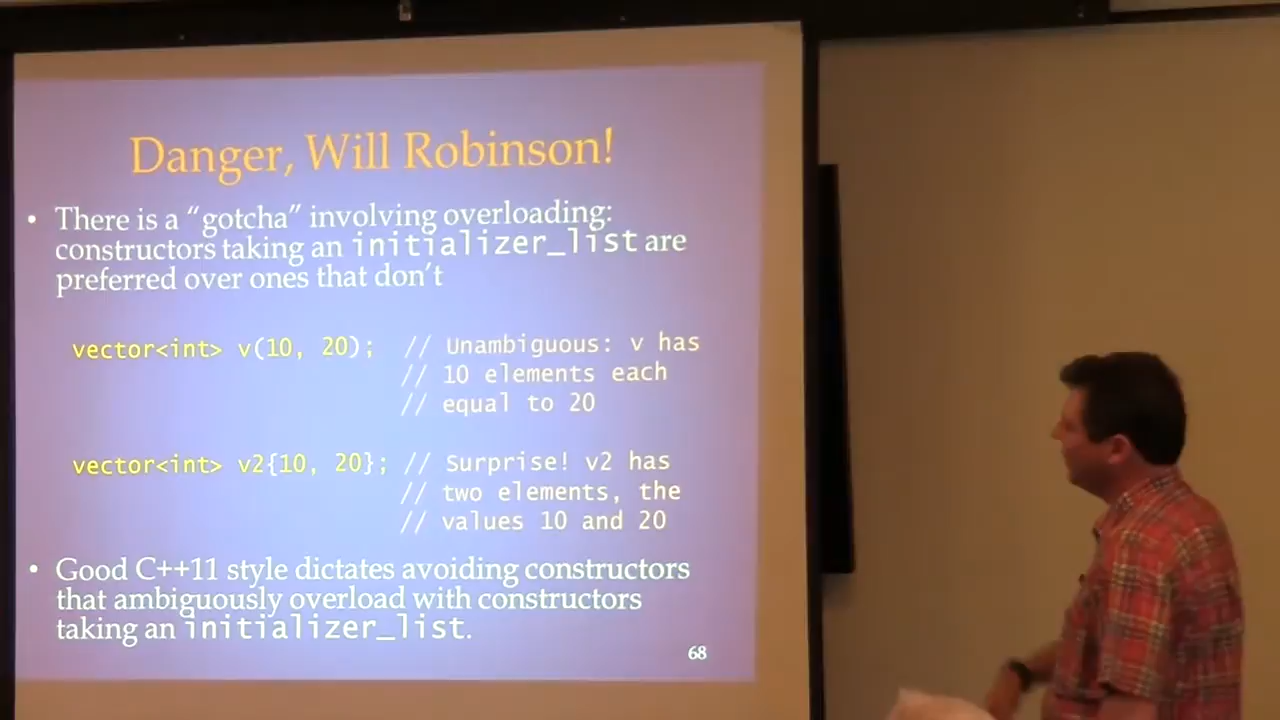 Danger, Will Robinson!
• There is a “gotcha” involving overloading:
constructors taking an initializer_list are
preferred over ones that don’t
vector<int> v(10, 20); // Unambiguous: v has
// 10 elements each
// equal to 20
vector<int> v2{10, 20}; // Surprise! v2 has
// two elements, the
// values 10 and 20
• Good C++11 style dictates avoiding constructors
that ambiguously overload with constructors
taking an initializer_list.
68